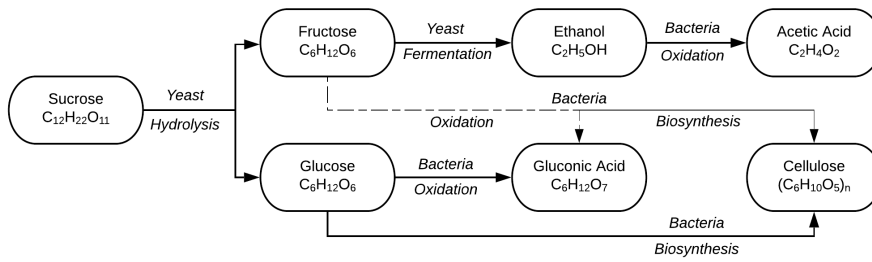 Fructose
C₆H₁₂O₆
Yeast
Fermentation
Ethanol
C₂H₅OH
Bacteria
Oxidation
Acetic Acid
C₂H₄O₂
Sucrose
C₁₂H₂₂O₁₁
Yeast
Hydrolysis
Bacteria
Oxidation
Biosynthesis
Glucose
C₆H₁₂O₆
Bacteria
Oxidation
Gluconic Acid
C₆H₁₂O₇
Cellulose
(C₆H₁₀O₅)ₙ
Bacteria
Biosynthesis